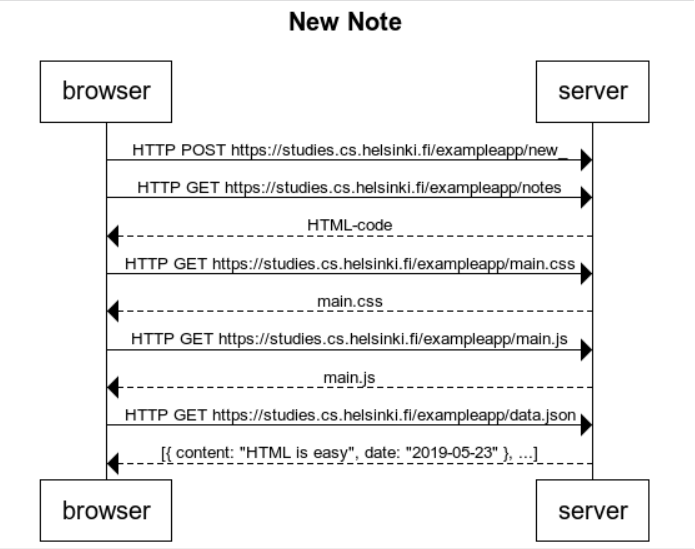 New Note
browser server
HTTP POST https://studies.cs.helsinki.fi/exampleapp/new_
HTTP GET https://studies.cs.helsinki.fi/exampleapp/notes
HTML-code
HTTP GET https://studies.cs.helsinki.fi/exampleapp/main.css
main.css
HTTP GET https://studies.cs.helsinki.fi/exampleapp/main.js
main.js
HTTP GET https://studies.cs.helsinki.fi/exampleapp/data.json
[{ content: "HTML is easy", date: "2019-05-23" }, ...]
browser server